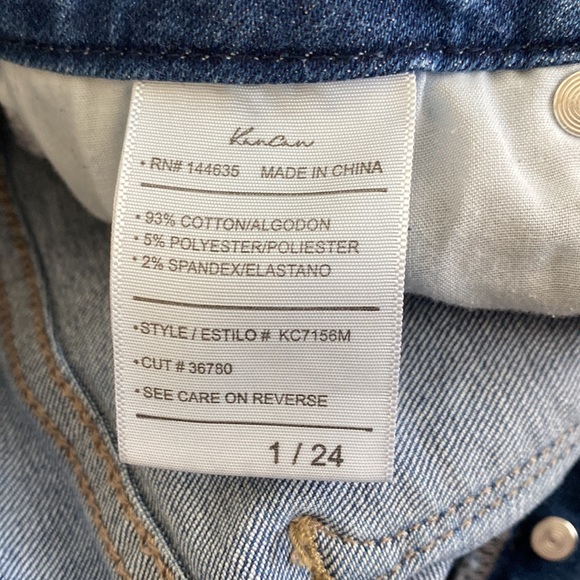 KanCan
• RN# 144635 MADE IN CHINA
• 93% COTTON/ALGODON
• 5% POLYESTER/POLIESTER
• 2% SPANDEX/ELASTANO
•STYLE / ESTILO # KC7156M
•CUT # 36780
•SEE CARE ON REVERSE
1 / 24